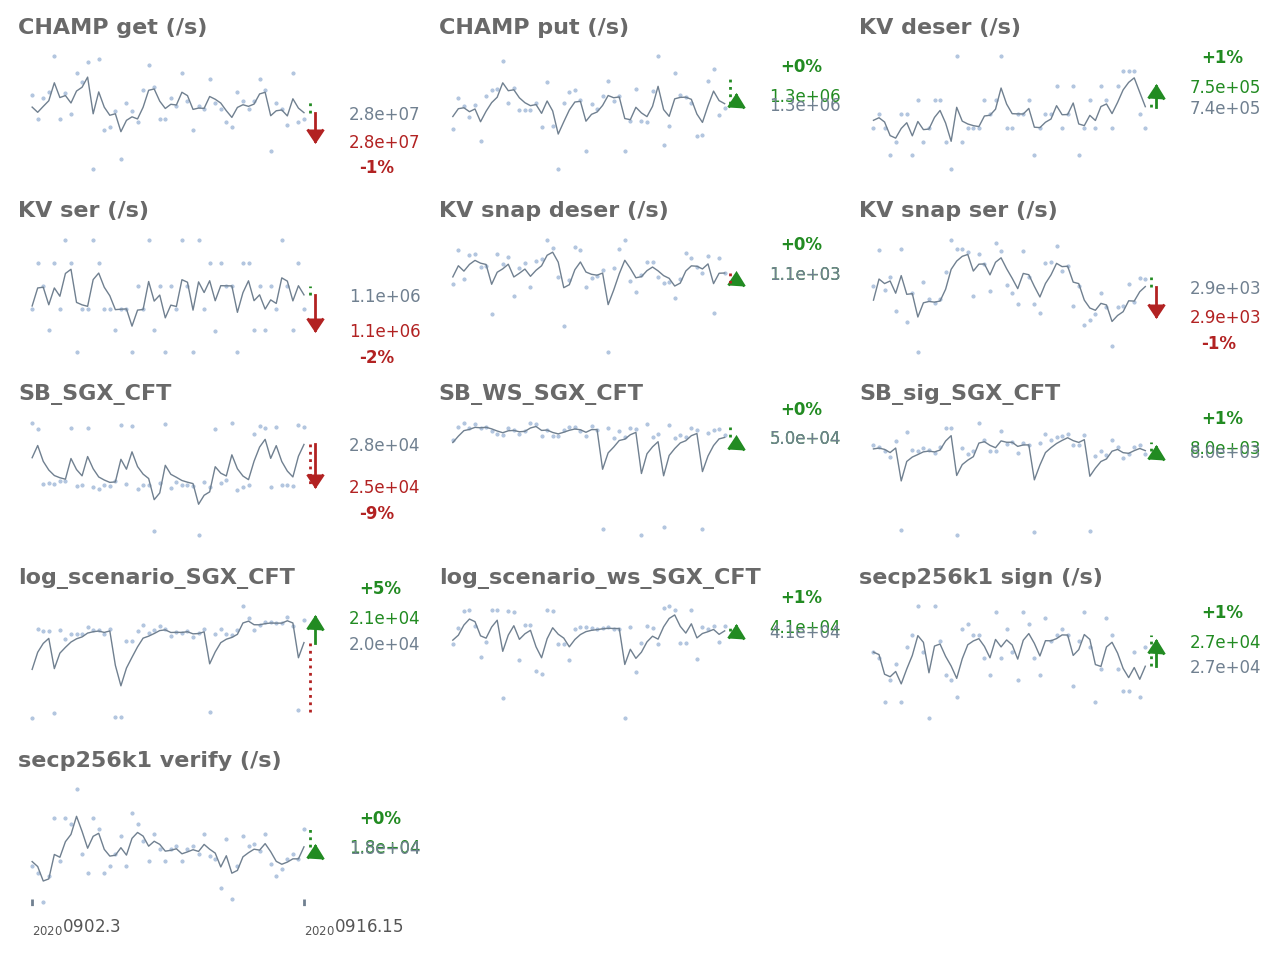 CHAMP get (/s)
2.8e+07
2.8e+07
-1%
CHAMP put (/s)
+0%
1.3e+06
1.3e+06
KV deser (/s)
+1%
7.5e+05
7.4e+05
KV ser (/s)
1.1e+06
1.1e+06
-2%
KV snap deser (/s)
+0%
1.1e+03
KV snap ser (/s)
2.9e+03
2.9e+03
-1%
SB_SGX_CFT
2.8e+04
2.5e+04
-9%
SB_WS_SGX_CFT
+0%
5.0e+04
SB_sig_SGX_CFT
+1%
8.0e+03
8.0e+03
log_scenario_SGX_CFT
+5%
2.1e+04
2.0e+04
log_scenario_ws_SGX_CFT
+1%
4.1e+04
4.1e+04
secp256k1 sign (/s)
+1%
2.7e+04
2.7e+04
secp256k1 verify (/s)
+0%
1.8e+04
1.8e+04
20200902.3
20200916.15